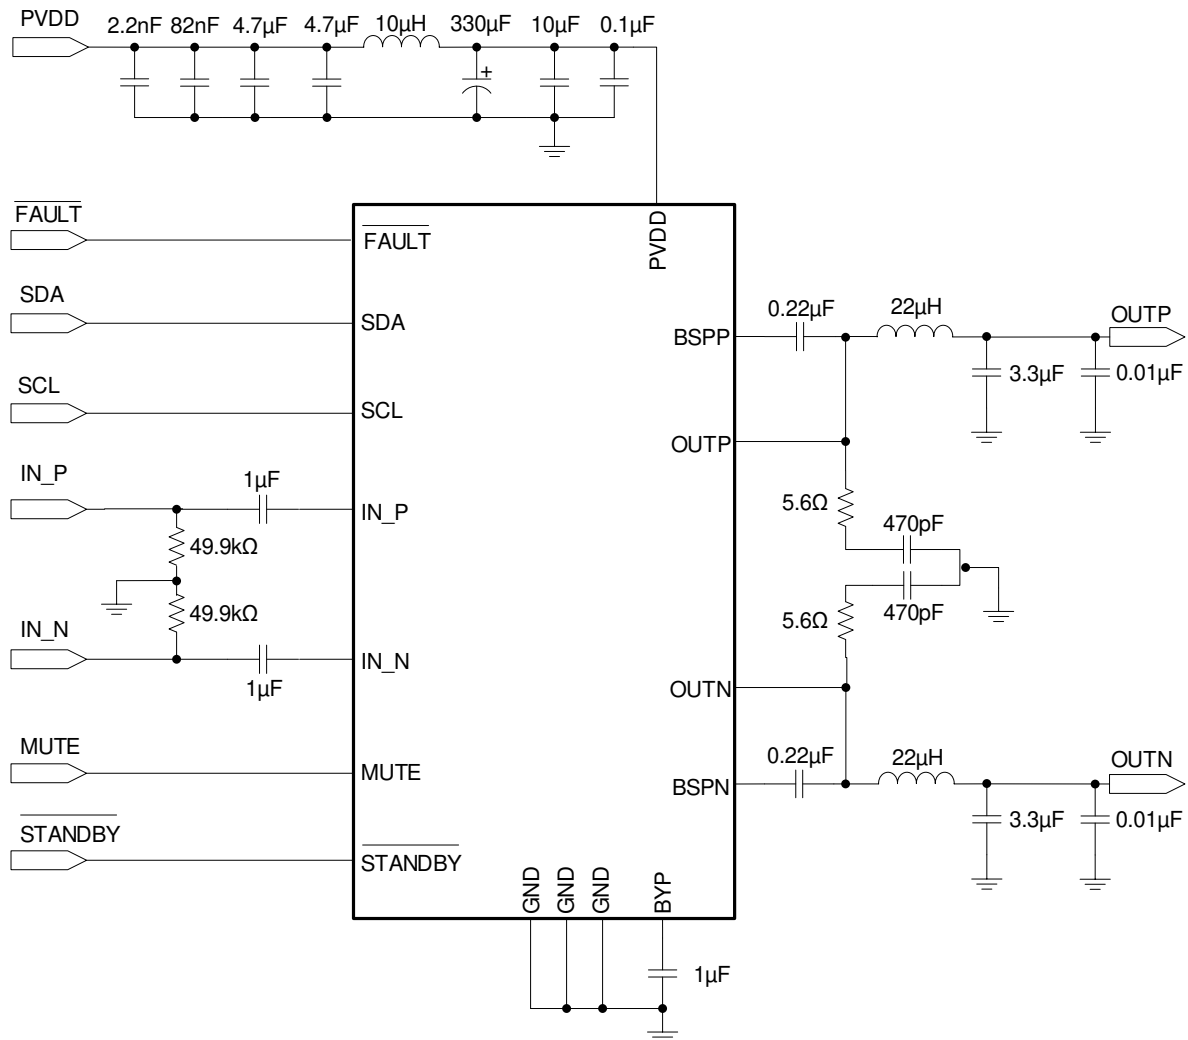 PVDD
2.2nF 82nF 4.7µF 4.7µF 10µH 330µF 10µF 0.1µF
+
FAULT
FAULT
PVDD
SDA
SDA
0.22µF
22µH
OUTP
BSPP
3.3µF
0.01µF
SCL
SCL
OUTP
IN_P
1µF
IN_P
5.6Ω
470pF
49.9kΩ
49.9kΩ
5.6Ω
470pF
IN_N
IN_N
1µF
OUTN
MUTE
MUTE
0.22µF
22µH
OUTN
BSPN
3.3µF
0.01µF
STANDBY
STANDBY
GND
GND
GND
BYP
1µF